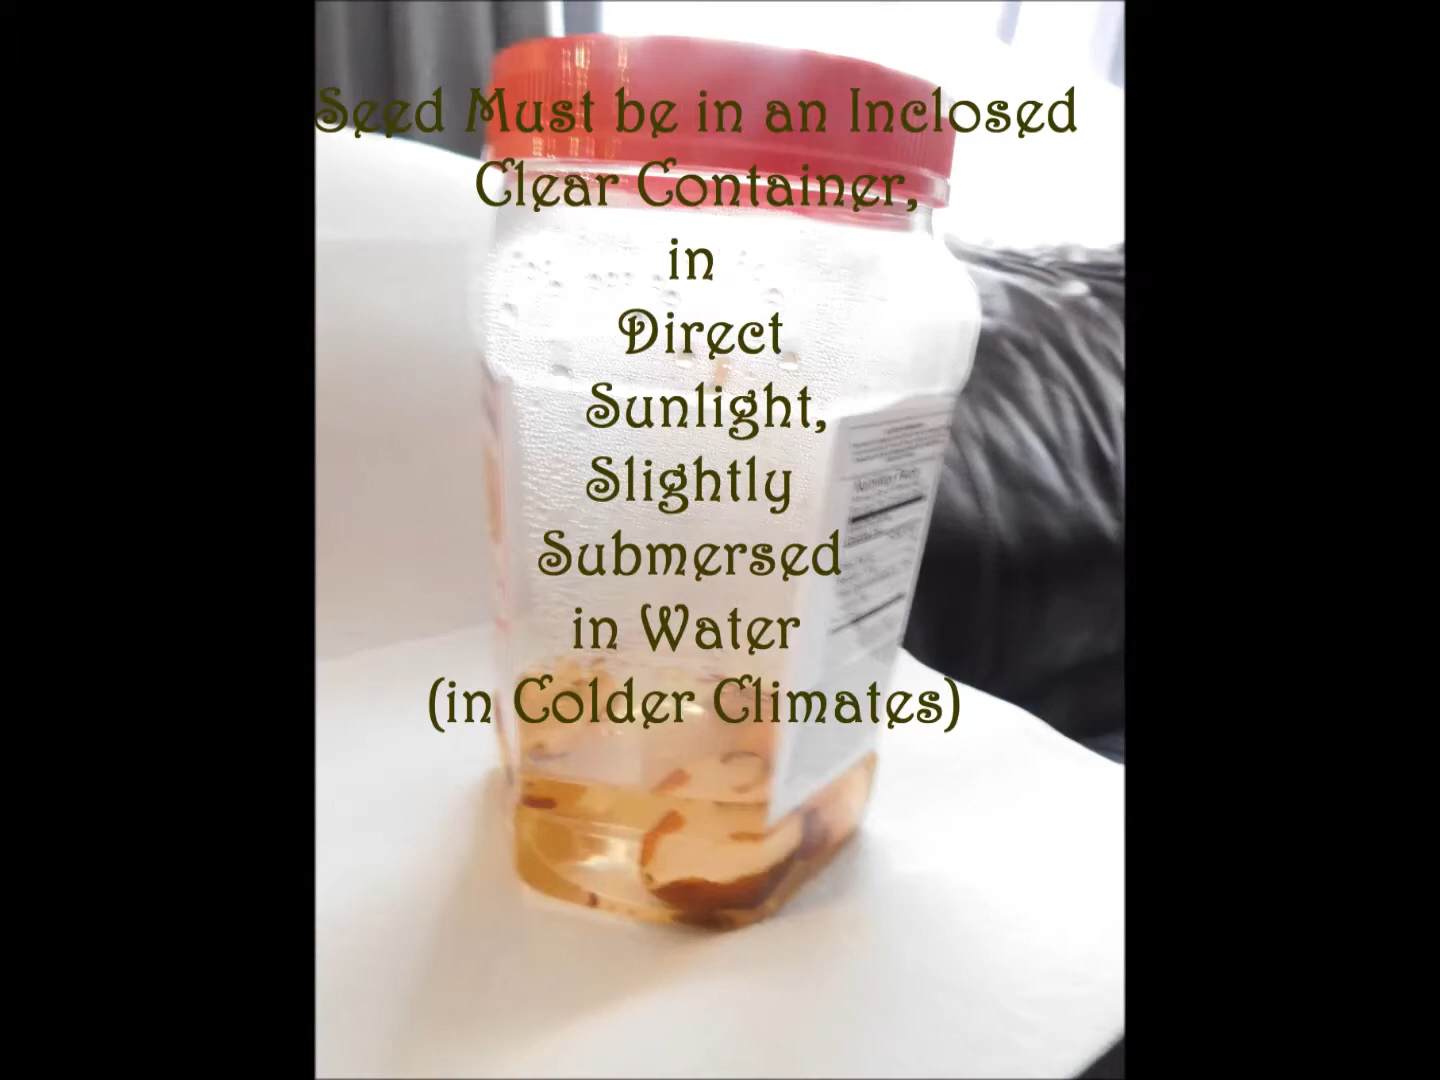 Seed Must be in an Inclosed
Clear Container,
in
Direct
Sunlight,
Slightly
Submersed
in Water
(in Colder Climates)